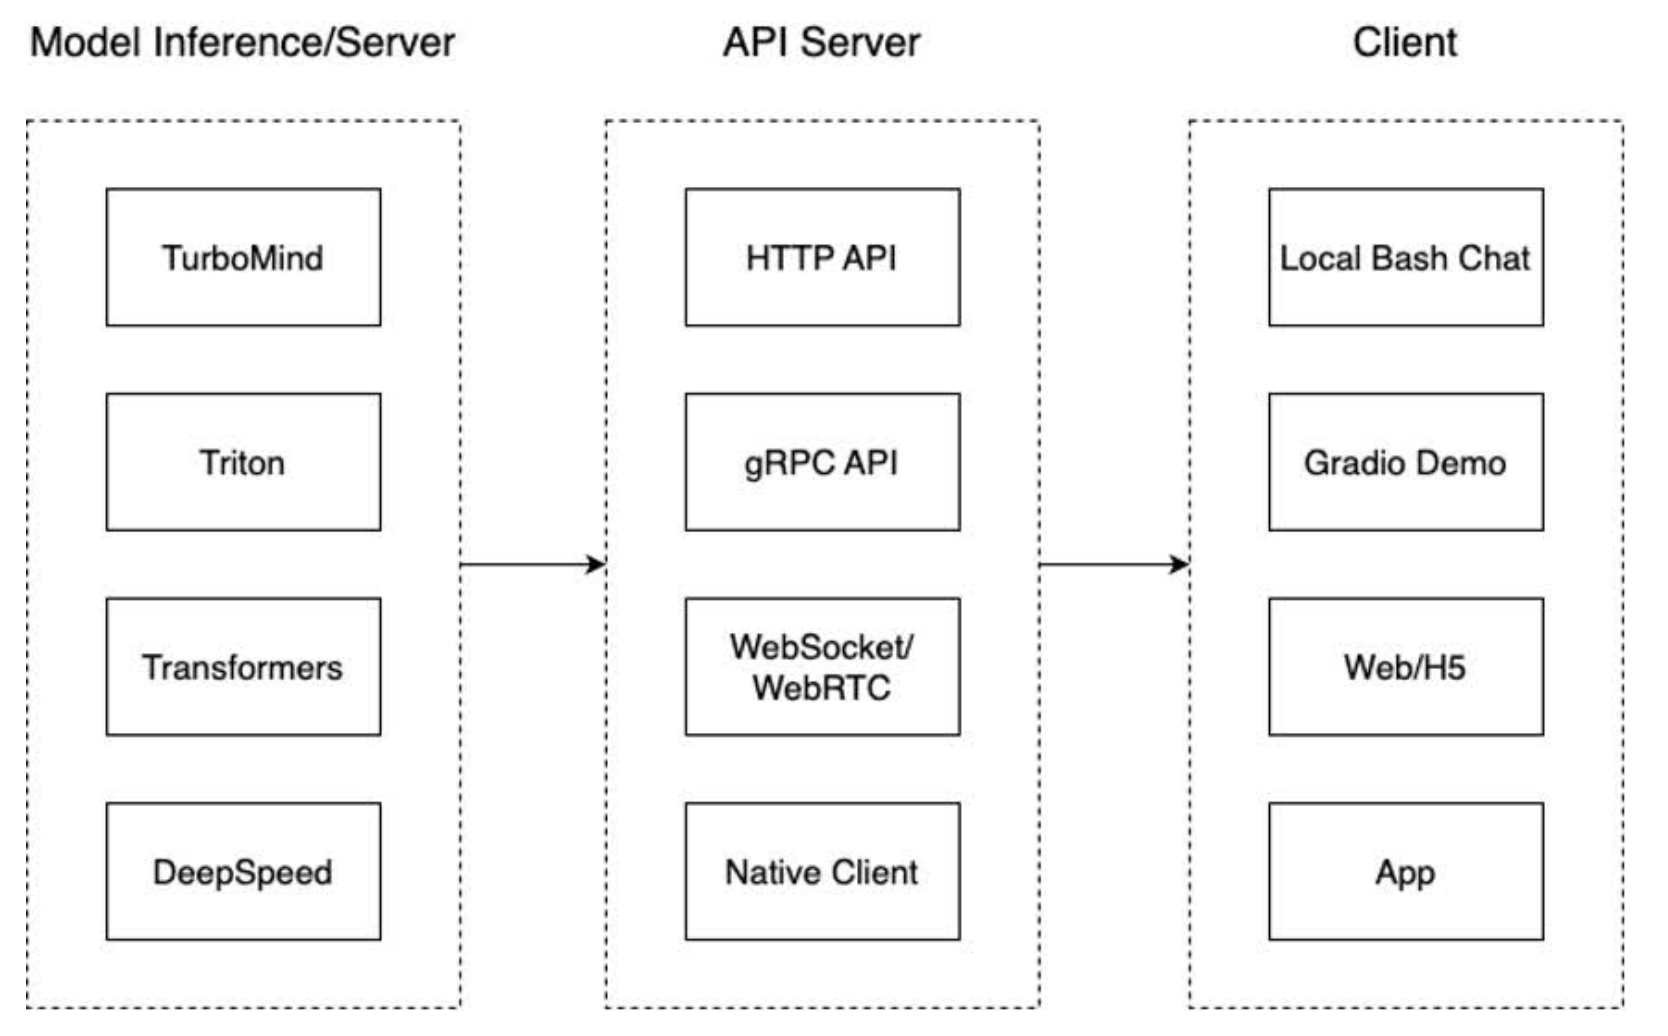 Model Inference/Server
API Server
Client
TurboMind
HTTP API
Local Bash Chat
Triton
gRPC API
Gradio Demo
Transformers
WebSocket/
WebRTC
Web/H5
DeepSpeed
Native Client
App